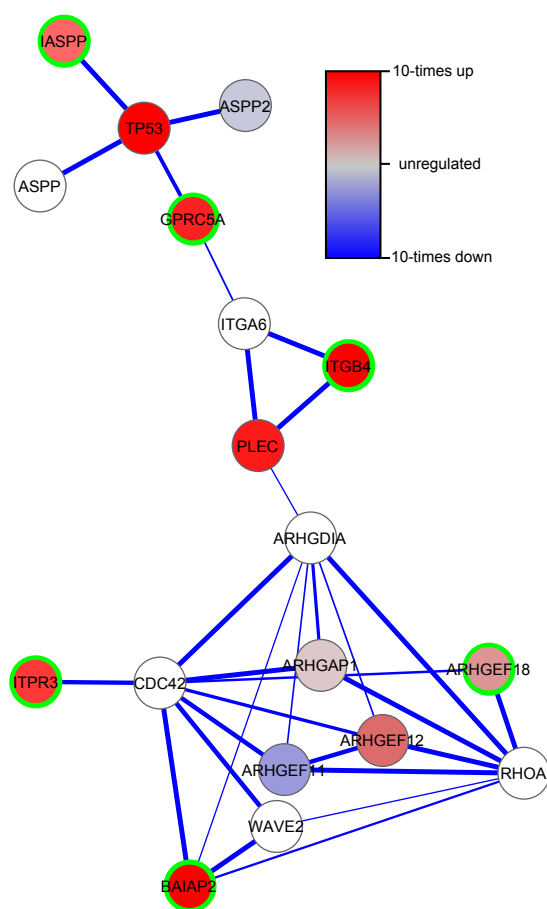 IASPP
10-times up
ASPP2
TP53
unregulated
ASPP
GPRC5A
10-times down
ITGA6
ITGB4
PLEC
ARHGDIA
ARHGAP1
ARHGEF18
ITPR3
CDC42
ARHGEF12
ARHGEF11
RHOA
WAVE2
BAIAP2